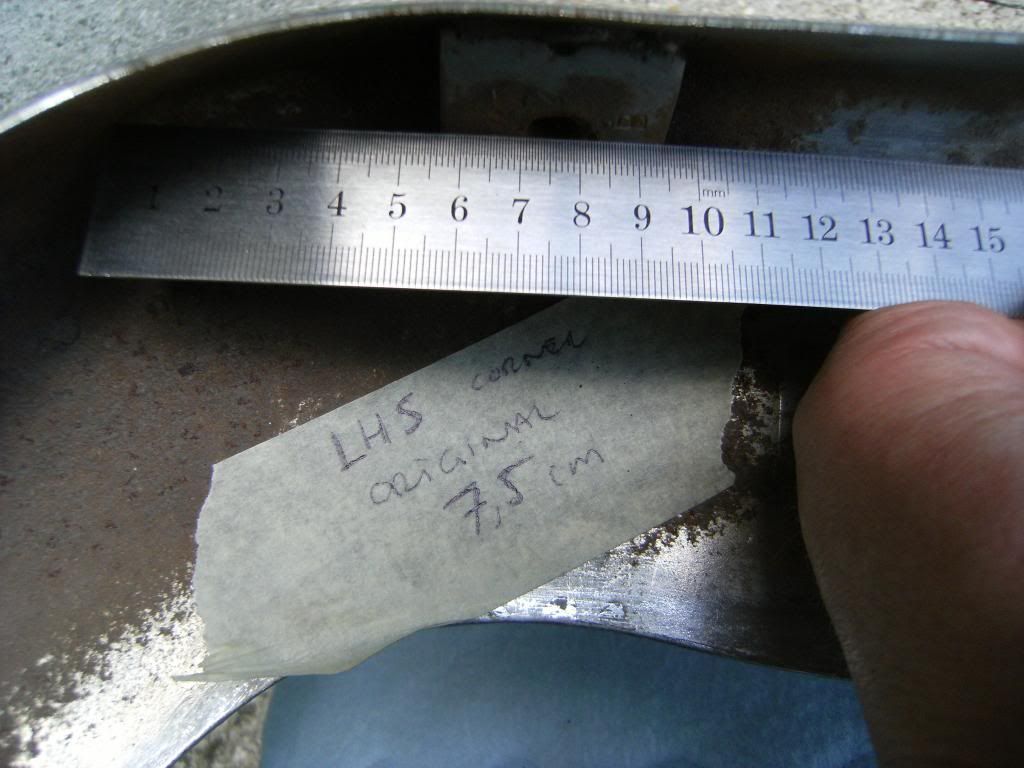 1 2 3 4 5 6 7 8 9 10 11 12 13 14 15
mm
LHS CORNER
ORIGINAL
7,5 cm